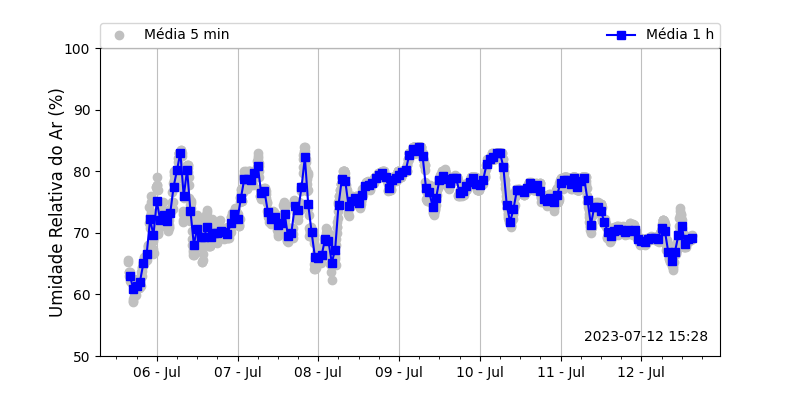 Média 5 min
Média 1 h
100
90
80
70
60
50
Umidade Relativa do Ar (%)
2023-07-12 15:28
06 - Jul
07 - Jul
08 - Jul
09 - Jul
10 - Jul
11 - Jul
12 - Jul